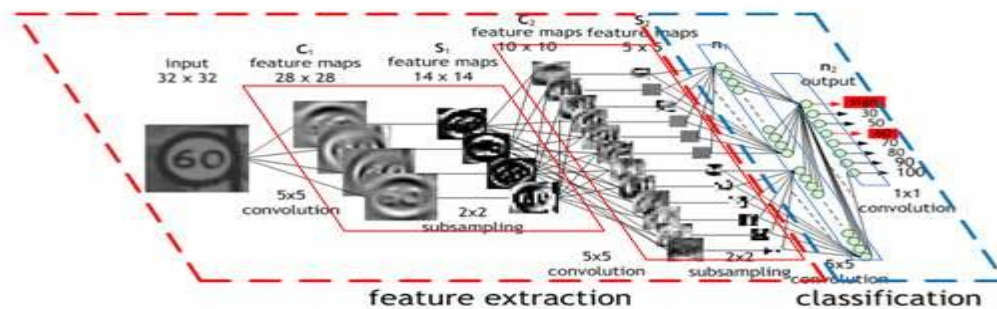 input
32 x 32
C1
feature maps
28 x 28
S1
feature maps
14 x 14
C2
feature maps
10 x 10
S2
feature maps
5 x 5
n1
n2
output
sign
30
50
60
70
80
90
100
60
5x5
convolution
2x2
subsampling
5x5
convolution
2x2
subsampling
6x5
convolution
1x1
convolution
feature extraction
classification